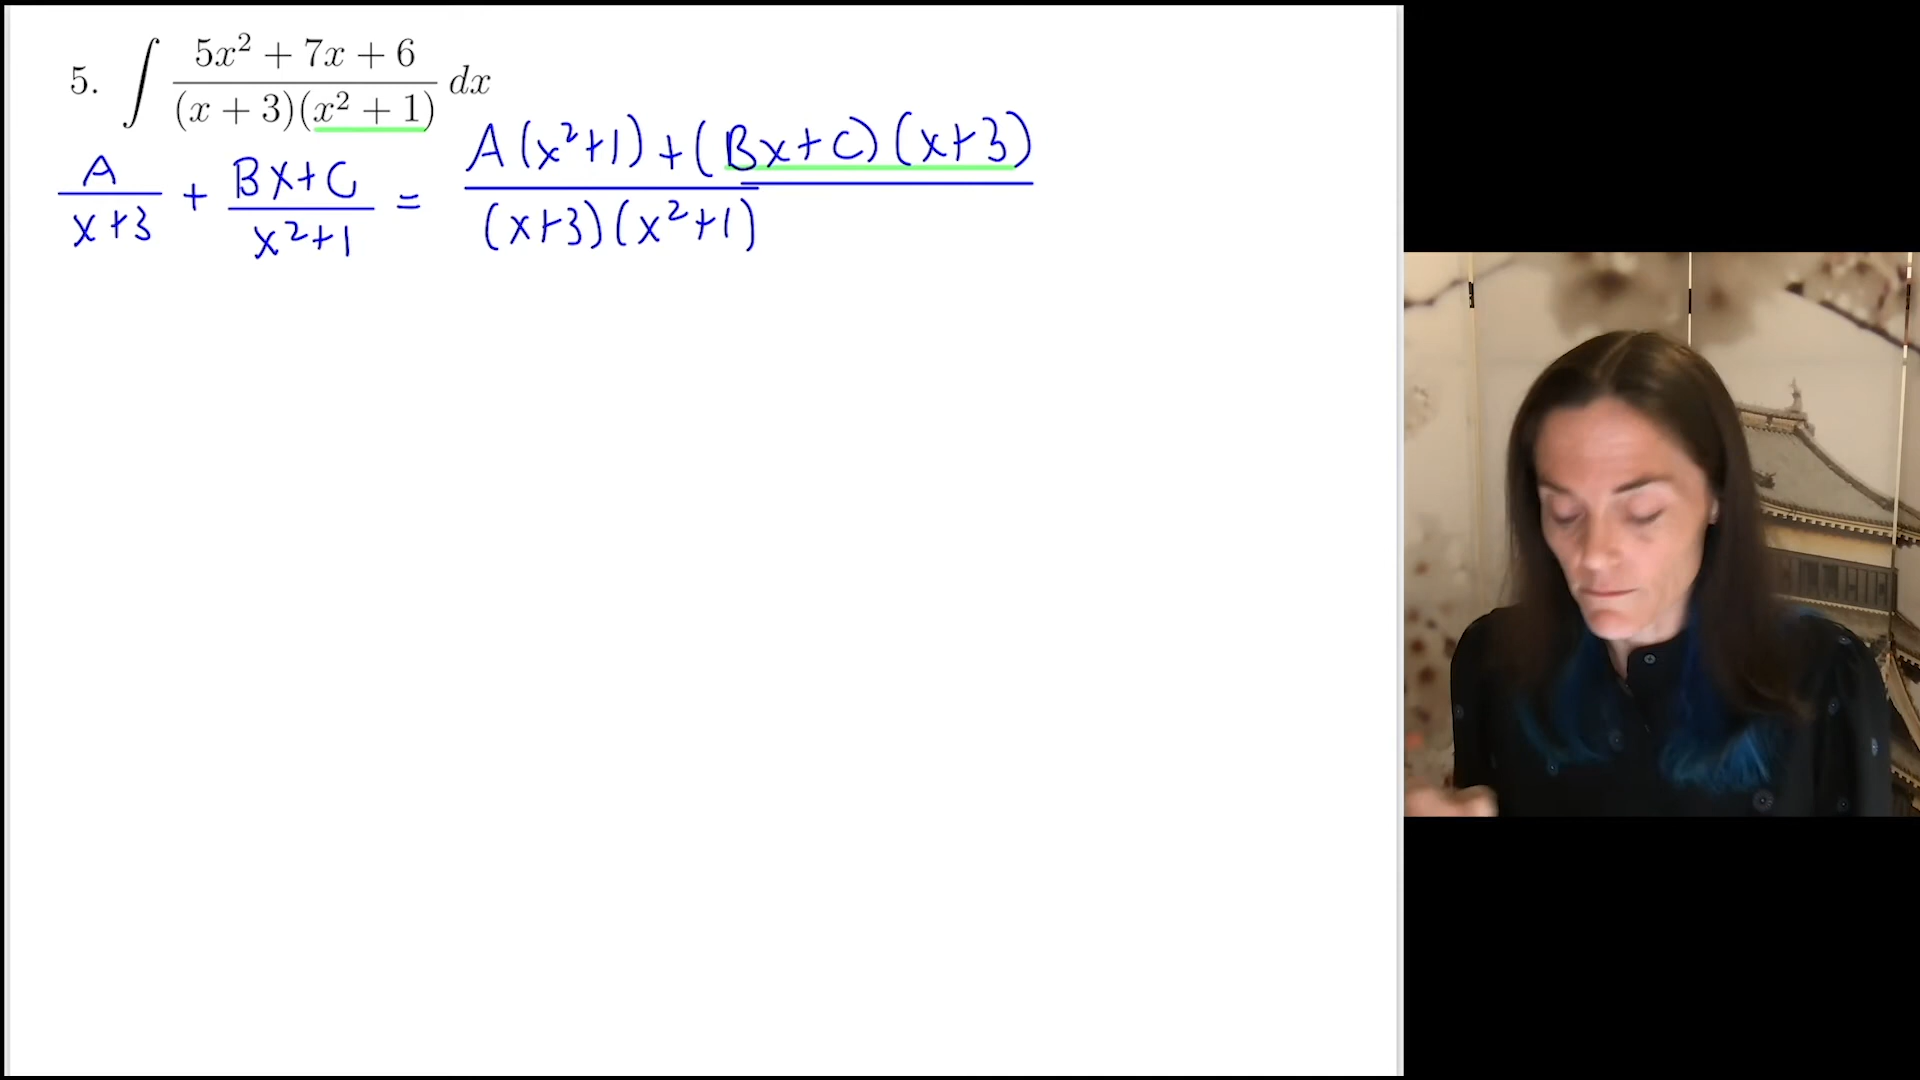 5. ∫ (5x² + 7x + 6) / ((x + 3)(x² + 1)) dx
A/(x+3) + (Bx+C)/(x²+1) = (A(x²+1) + (Bx+C)(x+3)) / ((x+3)(x²+1))